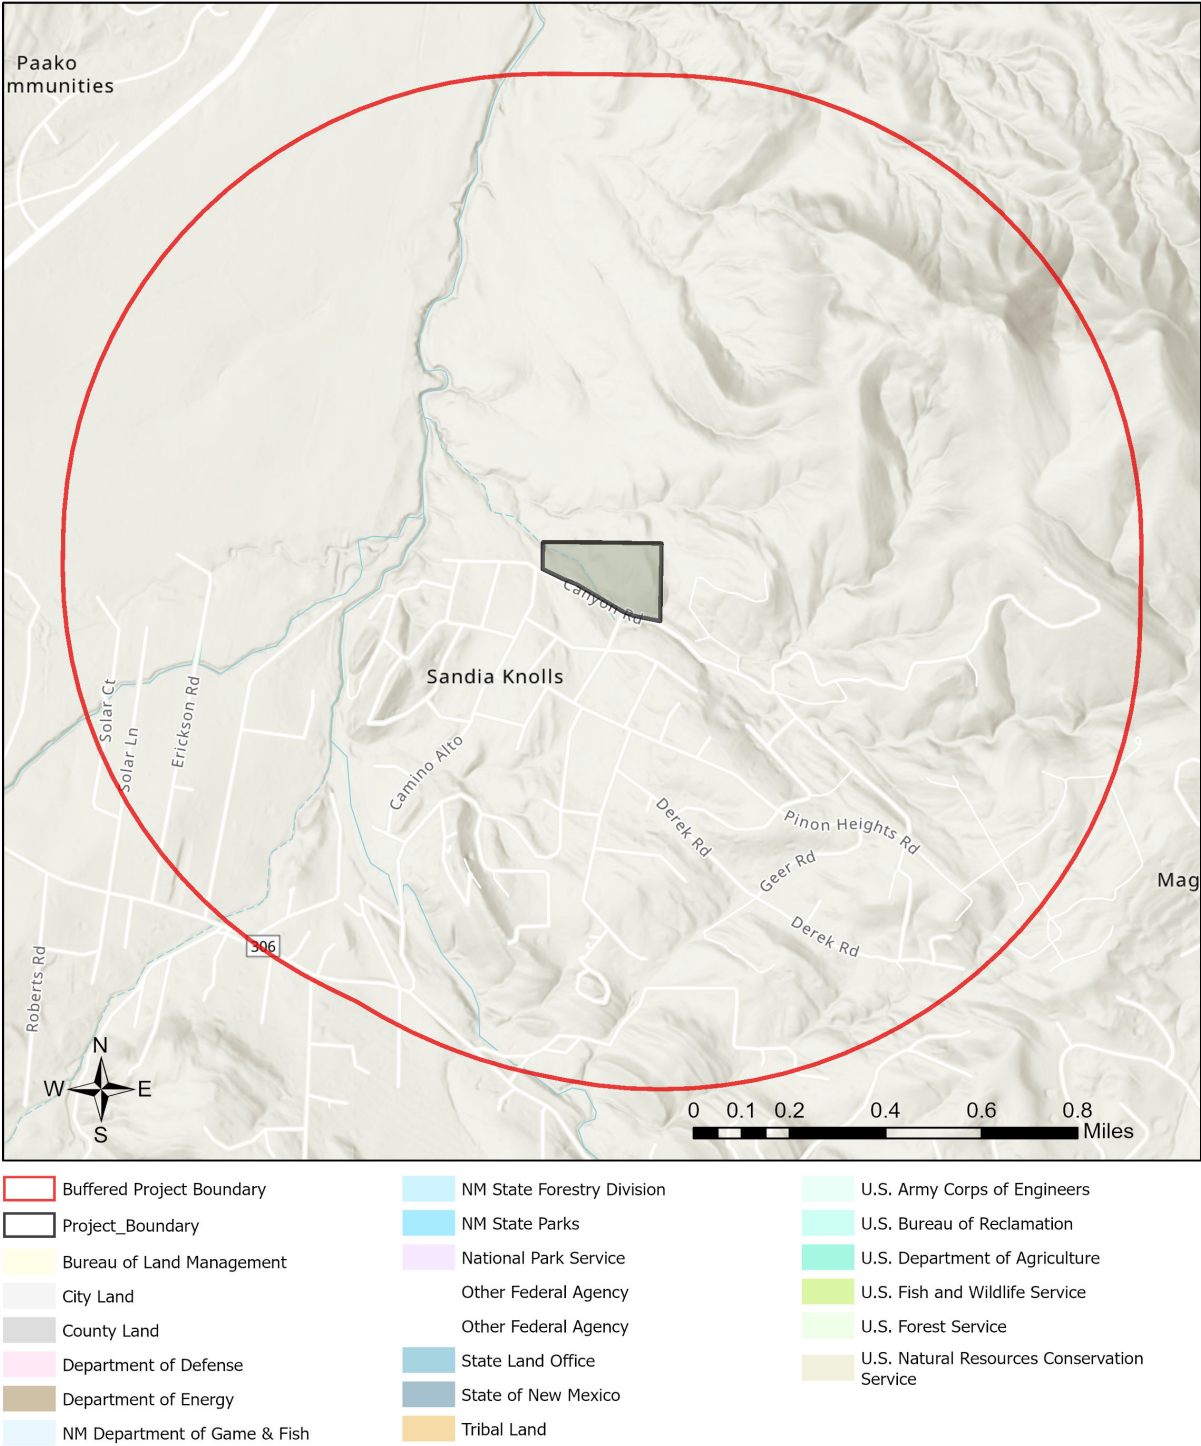 Paako
mmunities
Canyon Rd
Sandia Knolls
Solar Ct
Solar Ln
Erickson Rd
Camino Alto
Derek Rd
Pinon Heights Rd
Geer Rd
Mag
Derek Rd
306
Roberts Rd
N
W E
S
0 0.1 0.2 0.4 0.6 0.8
Miles
Buffered Project Boundary
Project_Boundary
Bureau of Land Management
City Land
County Land
Department of Defense
Department of Energy
NM Department of Game & Fish
NM State Forestry Division
NM State Parks
National Park Service
Other Federal Agency
Other Federal Agency
State Land Office
State of New Mexico
Tribal Land
U.S. Army Corps of Engineers
U.S. Bureau of Reclamation
U.S. Department of Agriculture
U.S. Fish and Wildlife Service
U.S. Forest Service
U.S. Natural Resources Conservation
Service